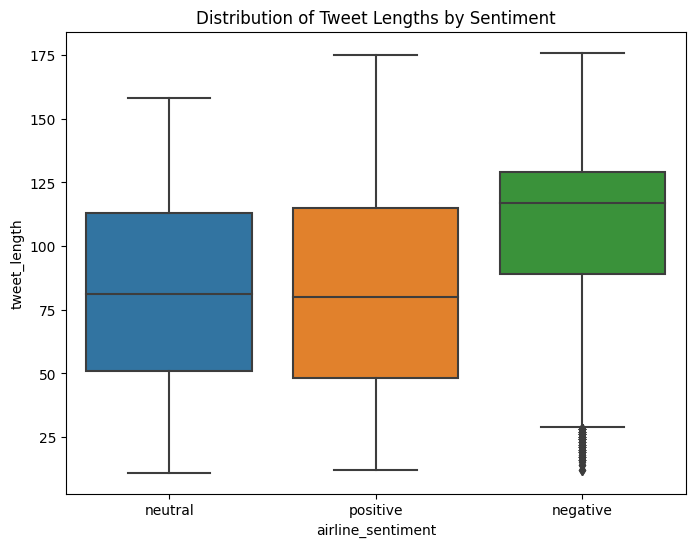 Distribution of Tweet Lengths by Sentiment
175
150
125
100
75
50
25
tweet_length
neutral
positive
negative
airline_sentiment